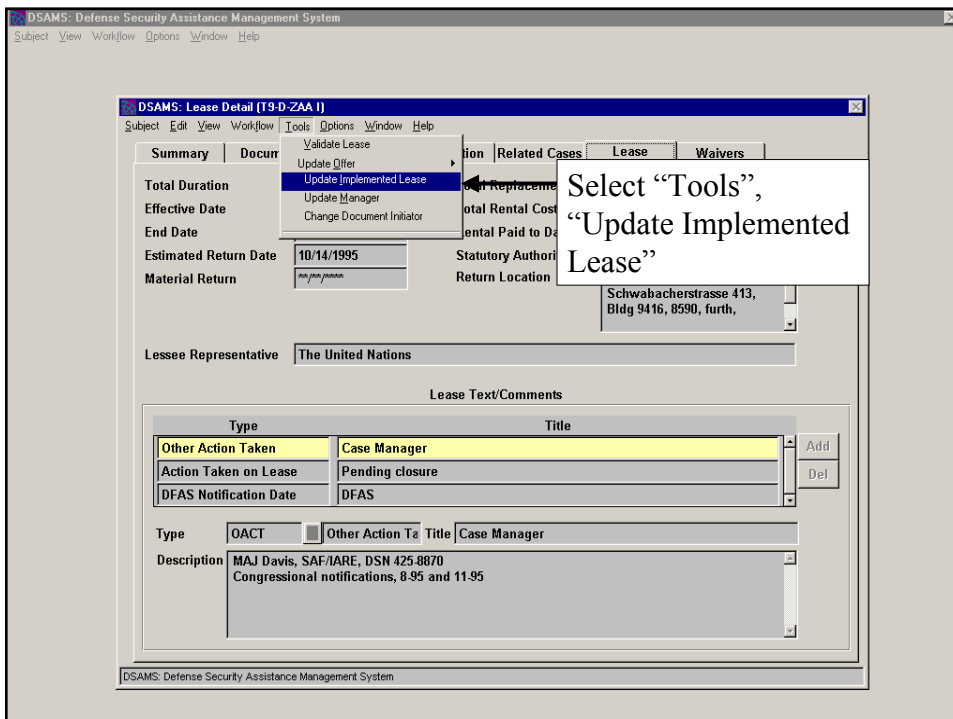 DSAMS: Defense Security Assistance Management System
Subject View Workflow Options Window Help
DSAMS: Lease Detail (T9-D-ZAA I)
Subject Edit View Workflow Tools Options Window Help
Summary Docum tion Related Cases Lease Waivers
Validate Lease
Update Offer
Update Implemented Lease
Update Manager
Change Document Initiator
Total Duration Replaceme
Effective Date otal Rental Cost
End Date ental Paid to Da
Estimated Return Date 10/14/1995 Statutory Authori
Material Return **/**/**** Return Location
Select “Tools”,
“Update Implemented
Lease”
Schwabacherstrasse 413,
Bldg 9416, 8590, furth,
Lessee Representative The United Nations
Lease Text/Comments
Type Title
Other Action Taken Case Manager
Action Taken on Lease Pending closure
DFAS Notification Date DFAS
Add
Del
Type OACT Other Action Ta Title Case Manager
Description MAJ Davis, SAF/IARE, DSN 425-8870
Congressional notifications, 8-95 and 11-95
DSAMS: Defense Security Assistance Management System